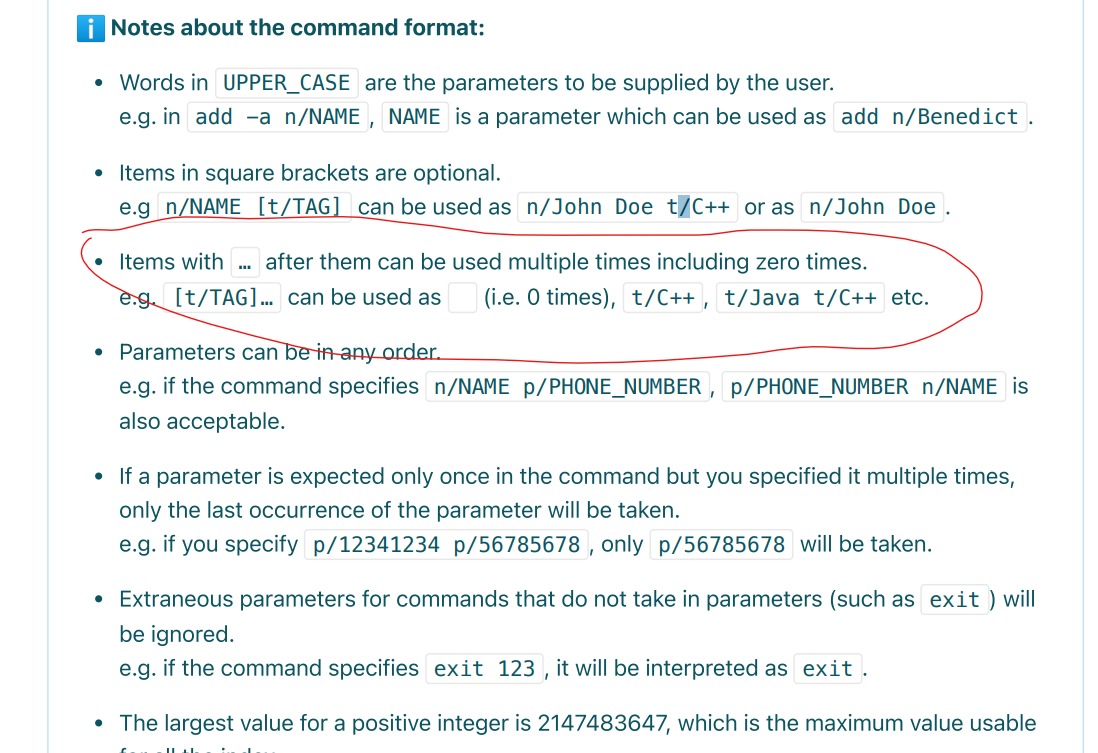 i Notes about the command format:
• Words in UPPER_CASE are the parameters to be supplied by the user.
e.g. in add -a n/NAME, NAME is a parameter which can be used as add n/Benedict.
• Items in square brackets are optional.
e.g n/NAME [t/TAG] can be used as n/John Doe t/C++ or as n/John Doe.
• Items with … after them can be used multiple times including zero times.
e.g. [t/TAG]… can be used as (i.e. 0 times), t/C++, t/Java t/C++ etc.
• Parameters can be in any order.
e.g. if the command specifies n/NAME p/PHONE_NUMBER, p/PHONE_NUMBER n/NAME is
also acceptable.
• If a parameter is expected only once in the command but you specified it multiple times,
only the last occurrence of the parameter will be taken.
e.g. if you specify p/12341234 p/56785678, only p/56785678 will be taken.
• Extraneous parameters for commands that do not take in parameters (such as exit) will
be ignored.
e.g. if the command specifies exit 123, it will be interpreted as exit.
• The largest value for a positive integer is 2147483647, which is the maximum value usable
for all the index